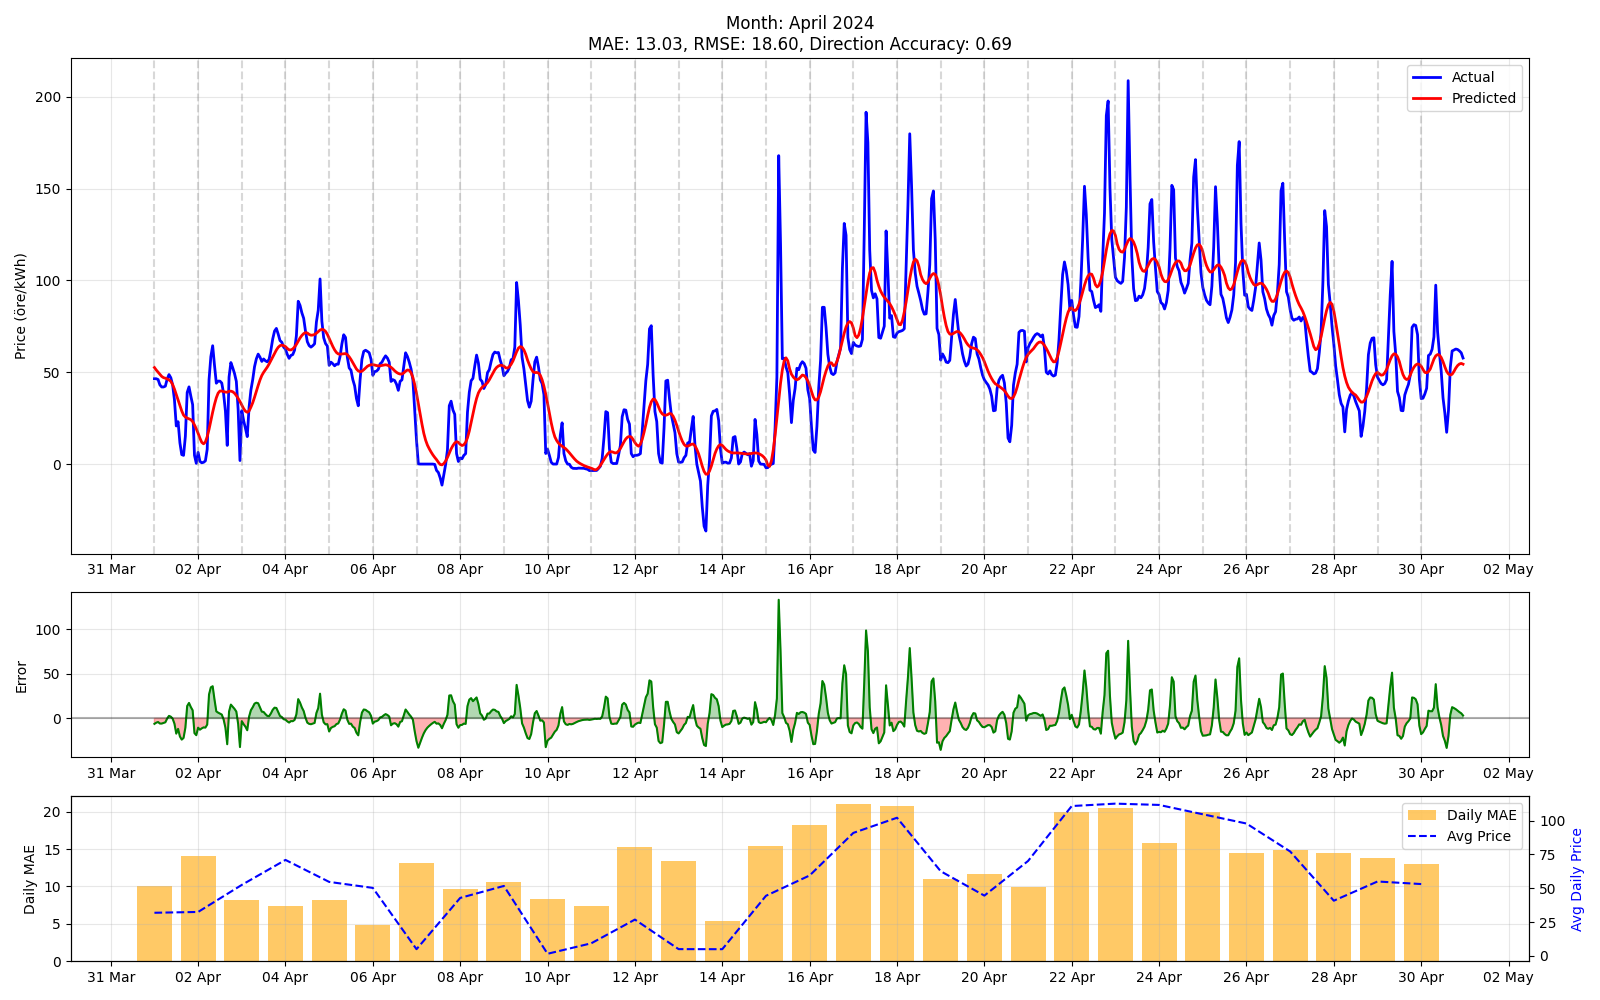 Month: April 2024
MAE: 13.03, RMSE: 18.60, Direction Accuracy: 0.69
Price (öre/kWh)
200
150
100
50
0
Actual
Predicted
31 Mar 02 Apr 04 Apr 06 Apr 08 Apr 10 Apr 12 Apr 14 Apr 16 Apr 18 Apr 20 Apr 22 Apr 24 Apr 26 Apr 28 Apr 30 Apr 02 May
Error
100
50
0
31 Mar 02 Apr 04 Apr 06 Apr 08 Apr 10 Apr 12 Apr 14 Apr 16 Apr 18 Apr 20 Apr 22 Apr 24 Apr 26 Apr 28 Apr 30 Apr 02 May
Daily MAE
20
15
10
5
0
Daily MAE
Avg Price
100
75
50
25
0
Avg Daily Price
31 Mar 02 Apr 04 Apr 06 Apr 08 Apr 10 Apr 12 Apr 14 Apr 16 Apr 18 Apr 20 Apr 22 Apr 24 Apr 26 Apr 28 Apr 30 Apr 02 May